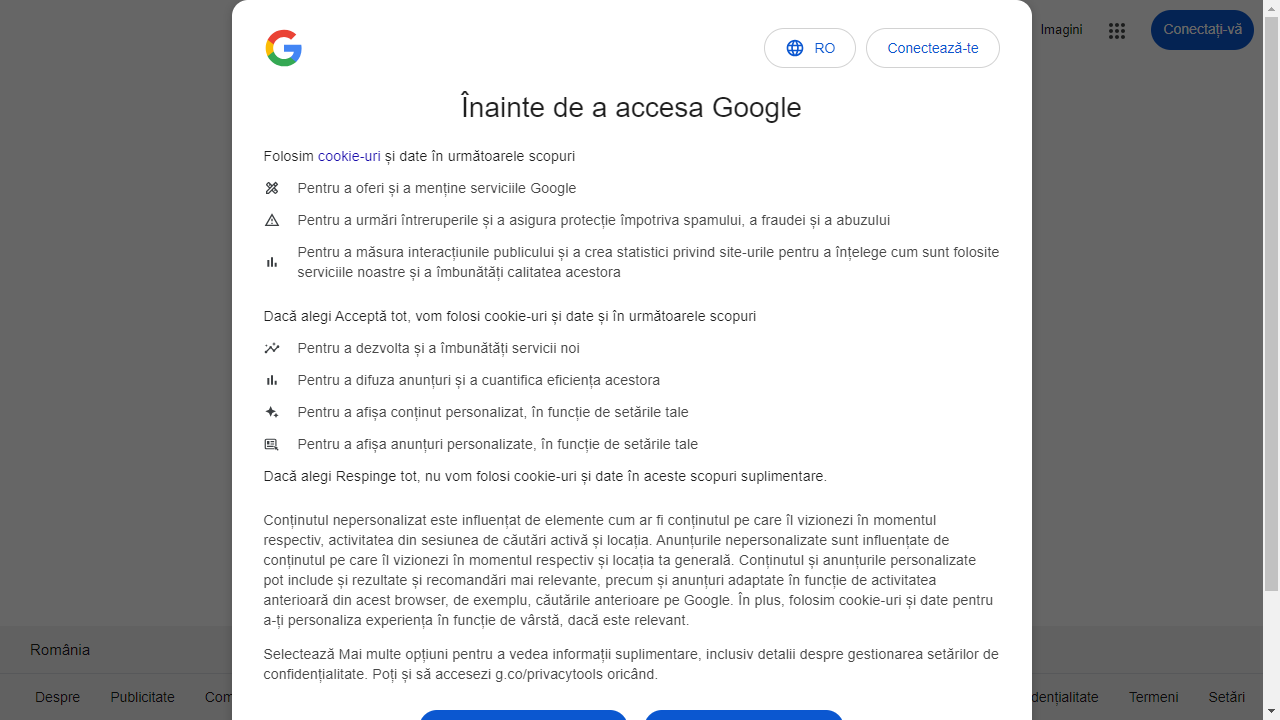 Imagini
Conectați-vă
RO
Conectează-te
Înainte de a accesa Google
Folosim cookie-uri și date în următoarele scopuri
Pentru a oferi și a menține serviciile Google
Pentru a urmări întreruperile și a asigura protecție împotriva spamului, a fraudei și a abuzului
Pentru a măsura interacțiunile publicului și a crea statistici privind site-urile pentru a înțelege cum sunt folosite
serviciile noastre și a îmbunătăți calitatea acestora
Dacă alegi Acceptă tot, vom folosi cookie-uri și date și în următoarele scopuri
Pentru a dezvolta și a îmbunătăți servicii noi
Pentru a difuza anunțuri și a cuantifica eficiența acestora
Pentru a afișa conținut personalizat, în funcție de setările tale
Pentru a afișa anunțuri personalizate, în funcție de setările tale
Dacă alegi Respinge tot, nu vom folosi cookie-uri și date în aceste scopuri suplimentare.
Conținutul nepersonalizat este influențat de elemente cum ar fi conținutul pe care îl vizionezi în momentul
respectiv, activitatea din sesiunea de căutări activă și locația. Anunțurile nepersonalizate sunt influențate de
conținutul pe care îl vizionezi în momentul respectiv și locația ta generală. Conținutul și anunțurile personalizate
pot include și rezultate și recomandări mai relevante, precum și anunțuri adaptate în funcție de activitatea
anterioară din acest browser, de exemplu, căutările anterioare pe Google. În plus, folosim cookie-uri și date pentru
a-ți personaliza experiența în funcție de vârstă, dacă este relevant.
Selectează Mai multe opțiuni pentru a vedea informații suplimentare, inclusiv detalii despre gestionarea setărilor de
confidențialitate. Poți și să accesezi g.co/privacytools oricând.
România
Despre Publicitate Com dențialitate Termeni Setări